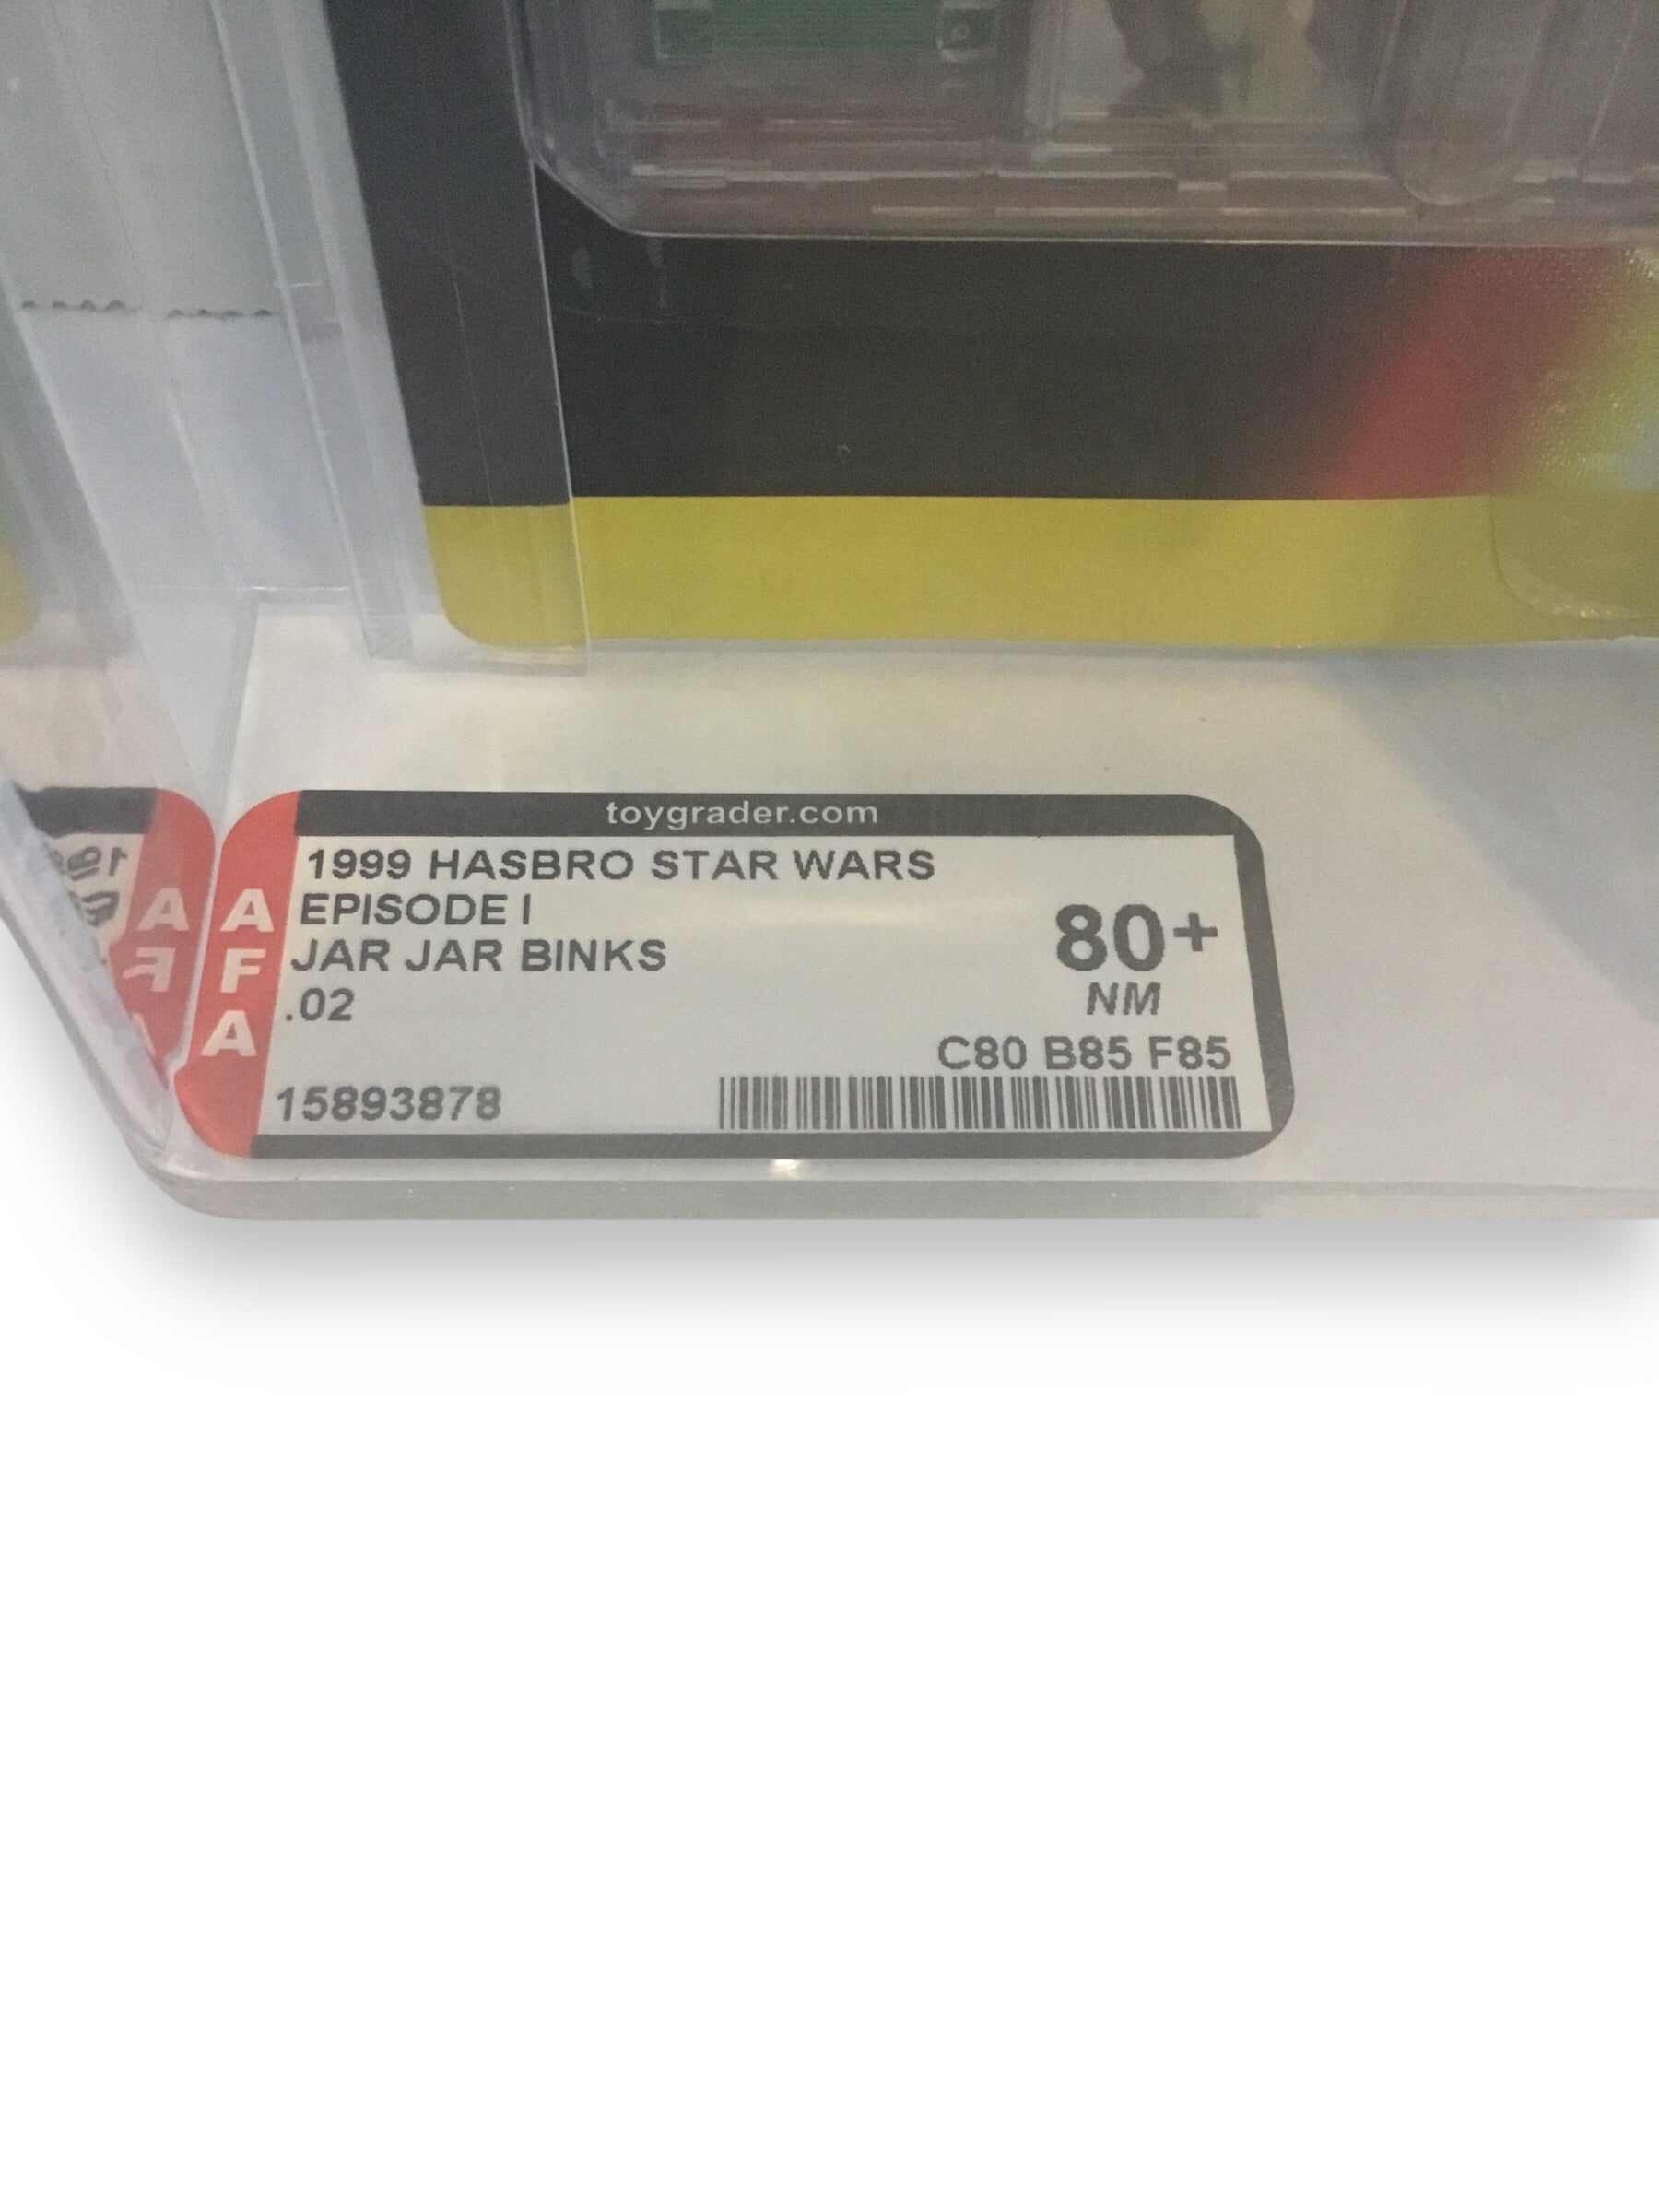 toygrader.com
1999 HASBRO STAR WARS
EPISODE I
JAR JAR BINKS
.02
80+
NM
C80 B85 F85
15893878
AFA